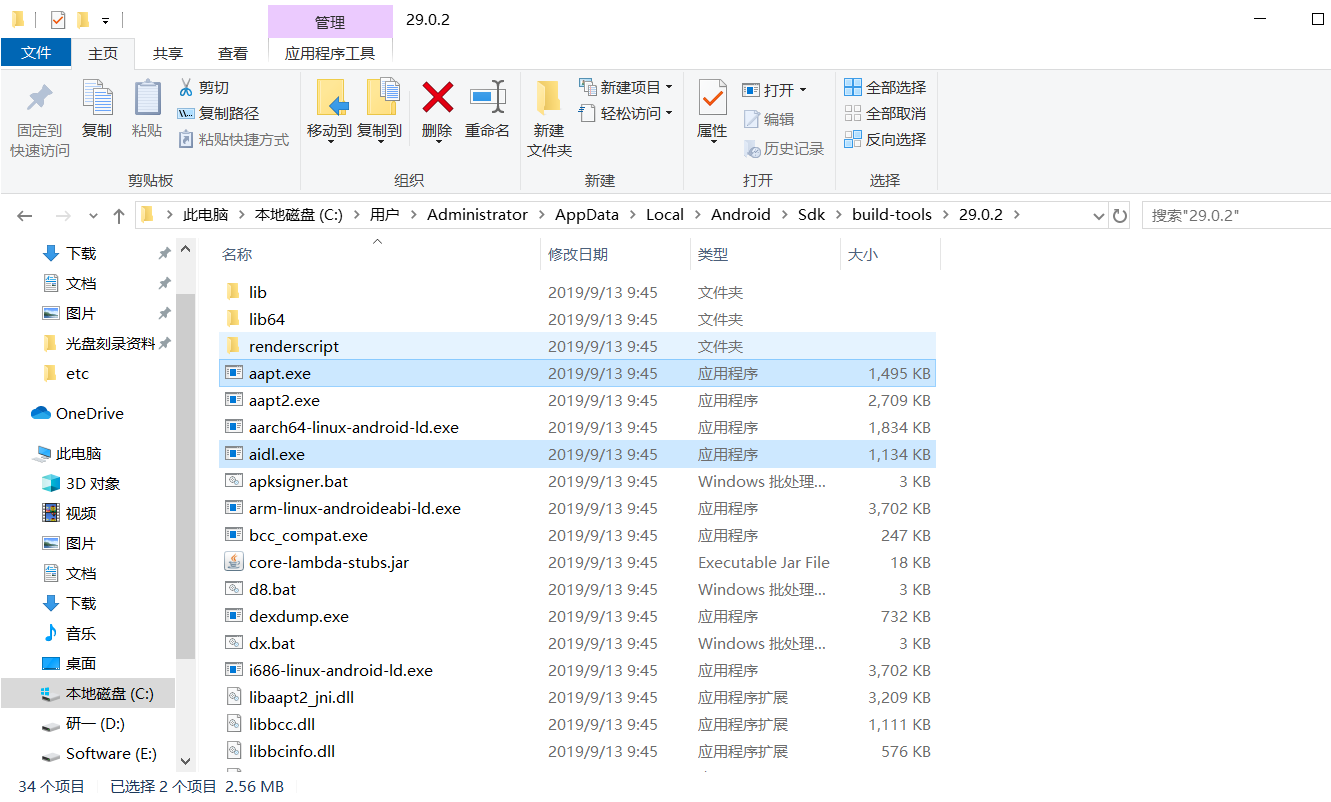 管理
29.0.2
文件
主页
共享
查看
应用程序工具
固定到
快速访问
复制
粘贴
剪切
复制路径
粘贴快捷方式
剪贴板
移动到
复制到
删除
重命名
组织
新建
文件夹
新建项目
轻松访问
新建
属性
打开
编辑
历史记录
打开
全部选择
全部取消
反向选择
选择
此电脑
本地磁盘 (C:)
用户
Administrator
AppData
Local
Android
Sdk
build-tools
29.0.2
搜索"29.0.2"
下载
文档
图片
光盘刻录资料
etc
OneDrive
此电脑
3D 对象
视频
图片
文档
下载
音乐
桌面
本地磁盘 (C:)
研一 (D:)
Software (E:)
名称 修改日期 类型 大小
lib 2019/9/13 9:45 文件夹
lib64 2019/9/13 9:45 文件夹
renderscript 2019/9/13 9:45 文件夹
aapt.exe 2019/9/13 9:45 应用程序 1,495 KB
aapt2.exe 2019/9/13 9:45 应用程序 2,709 KB
aarch64-linux-android-ld.exe 2019/9/13 9:45 应用程序 1,834 KB
aidl.exe 2019/9/13 9:45 应用程序 1,134 KB
apksigner.bat 2019/9/13 9:45 Windows 批处理... 3 KB
arm-linux-androideabi-ld.exe 2019/9/13 9:45 应用程序 3,702 KB
bcc_compat.exe 2019/9/13 9:45 应用程序 247 KB
core-lambda-stubs.jar 2019/9/13 9:45 Executable Jar File 18 KB
d8.bat 2019/9/13 9:45 Windows 批处理... 3 KB
dexdump.exe 2019/9/13 9:45 应用程序 732 KB
dx.bat 2019/9/13 9:45 Windows 批处理... 3 KB
i686-linux-android-ld.exe 2019/9/13 9:45 应用程序 3,702 KB
libaapt2_jni.dll 2019/9/13 9:45 应用程序扩展 3,209 KB
libbcc.dll 2019/9/13 9:45 应用程序扩展 1,111 KB
libbcinfo.dll 2019/9/13 9:45 应用程序扩展 576 KB
34 个项目 已选择 2 个项目 2.56 MB